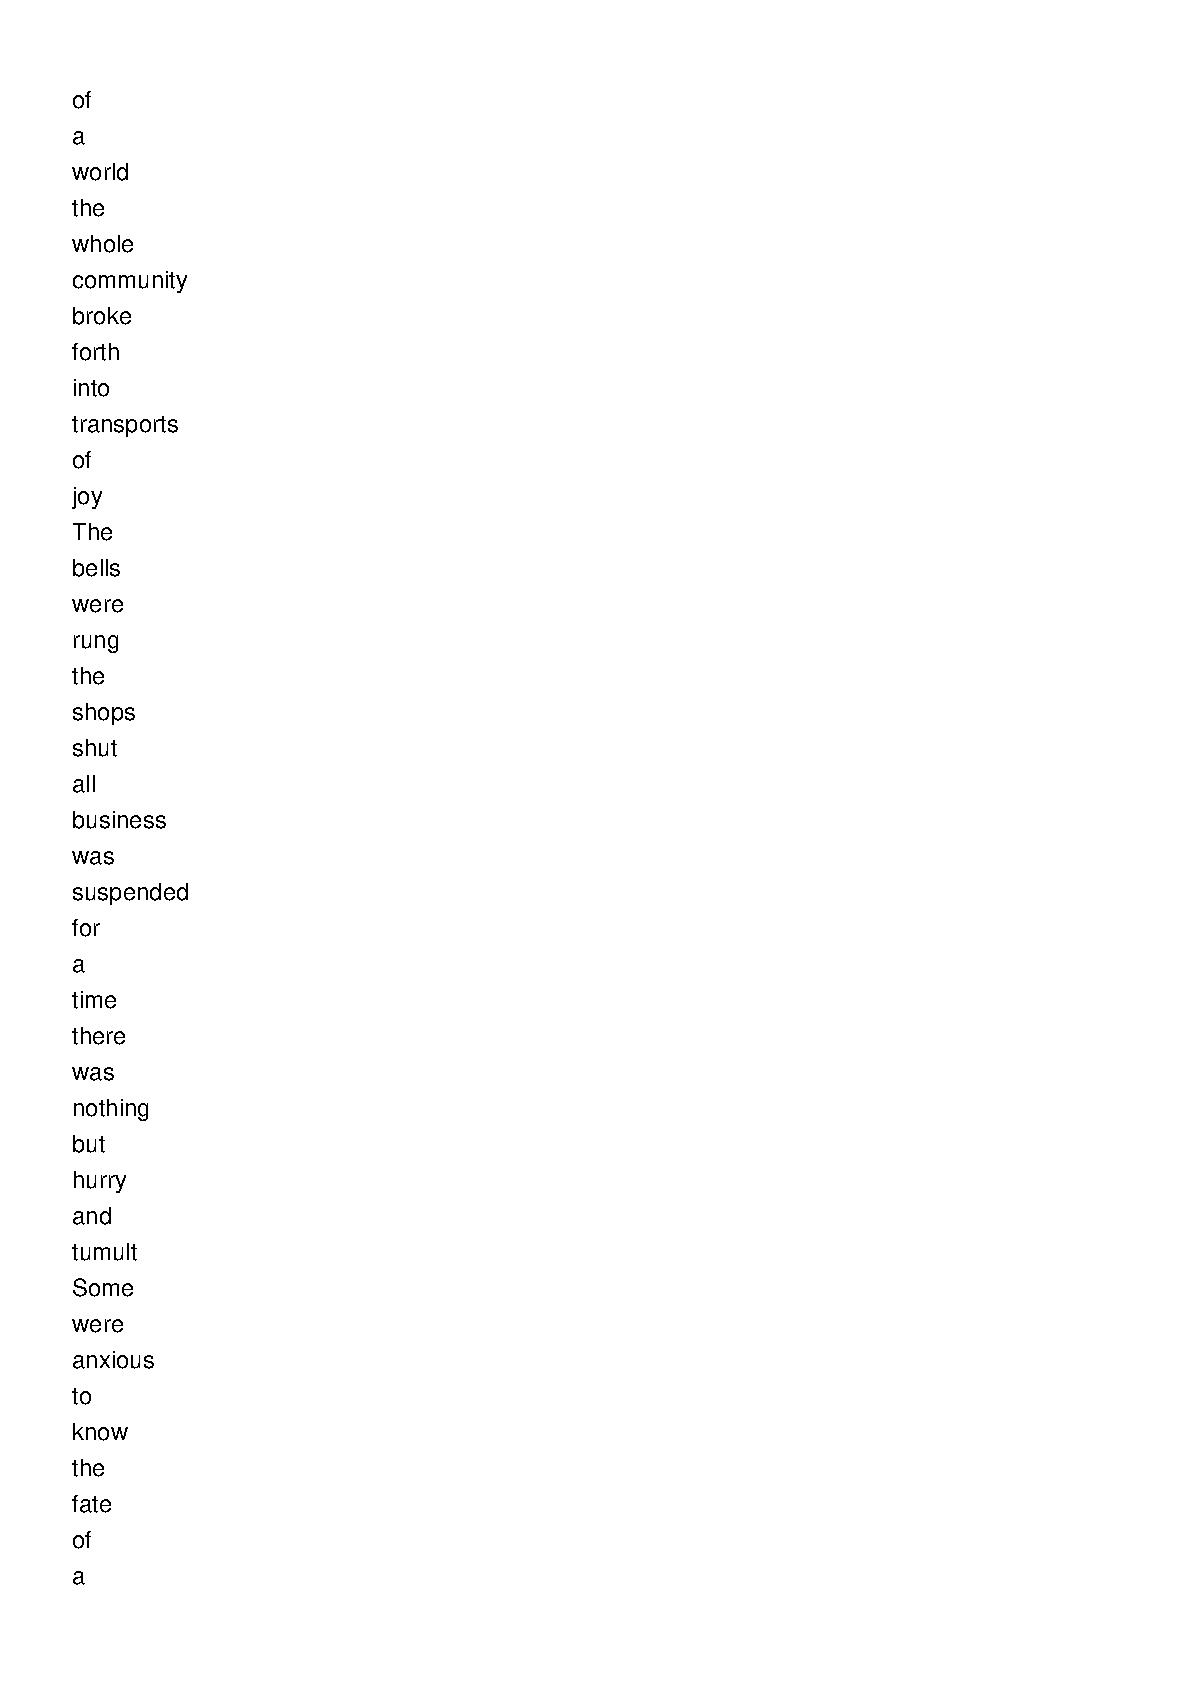 of
a
world
the
whole
community
broke
forth
into
transports
of
joy
The
bells
were
rung
the
shops
shut
all
business
was
suspended
for
a
time
there
was
nothing
but
hurry
and
tumult
Some
were
anxious
to
know
the
fate
of
a